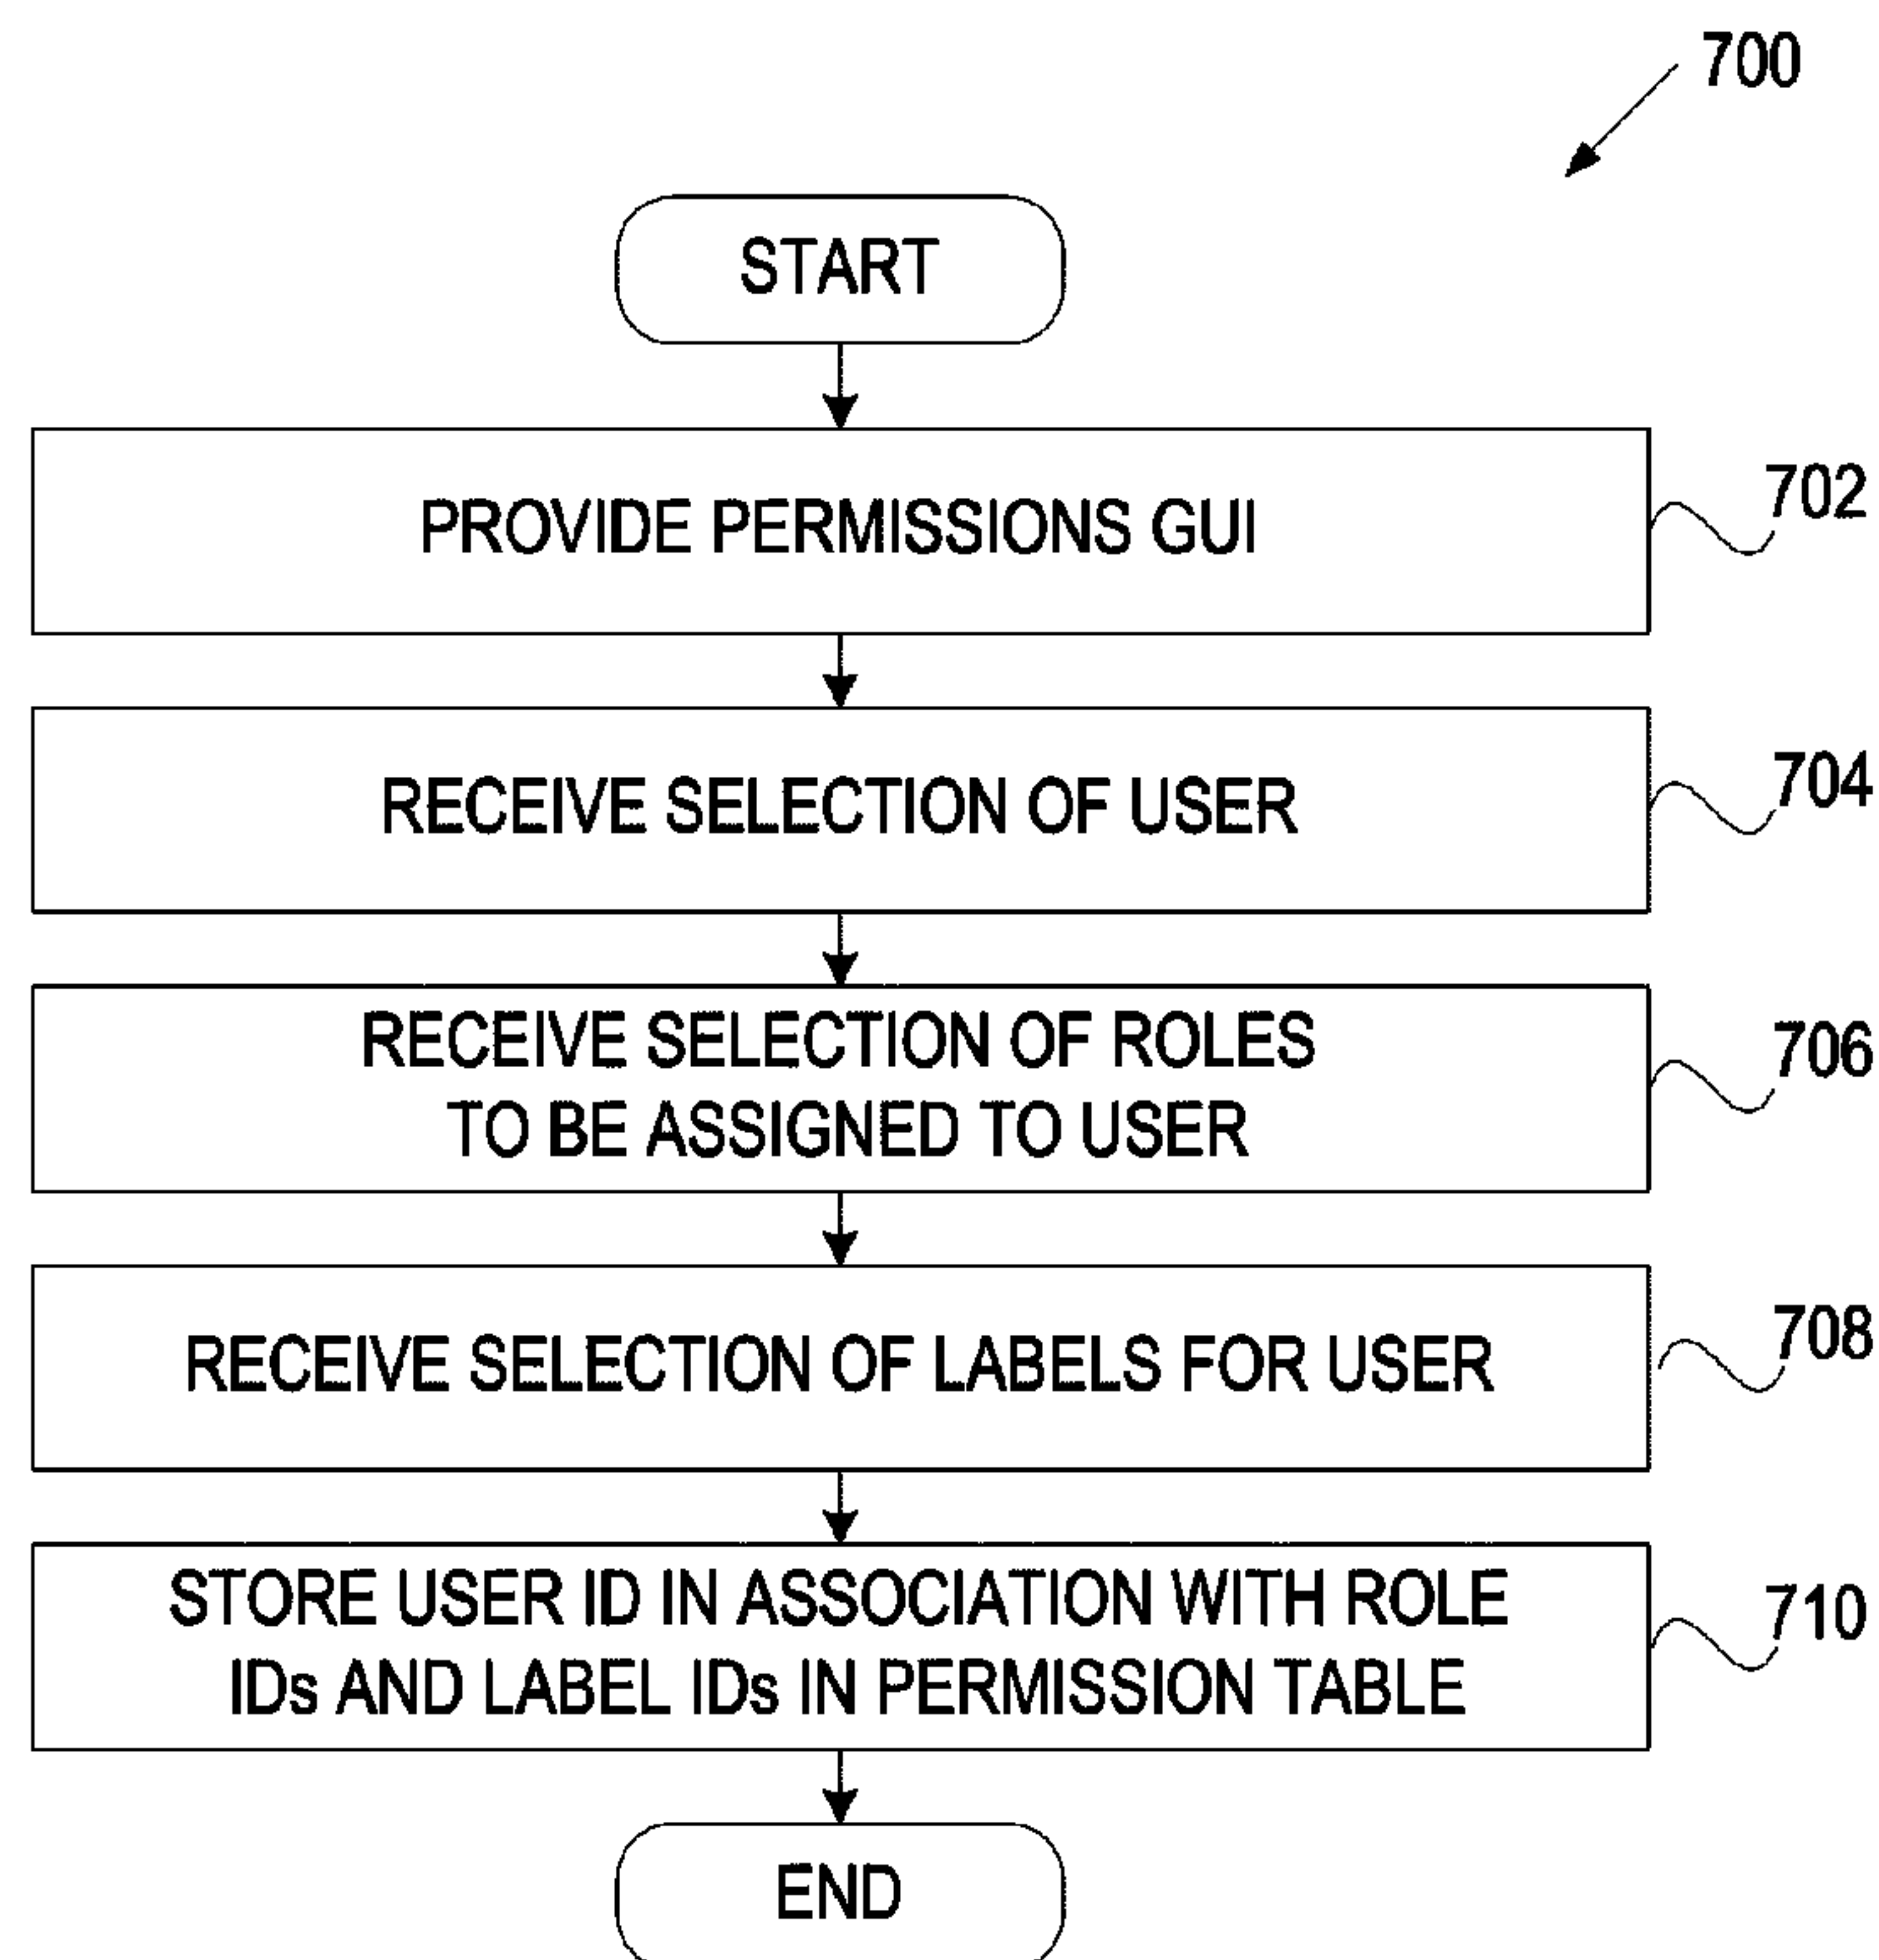 700
START
PROVIDE PERMISSIONS GUI
702
RECEIVE SELECTION OF USER
704
RECEIVE SELECTION OF ROLES
TO BE ASSIGNED TO USER
706
RECEIVE SELECTION OF LABELS FOR USER
708
STORE USER ID IN ASSOCIATION WITH ROLE
IDs AND LABEL IDs IN PERMISSION TABLE
710
END